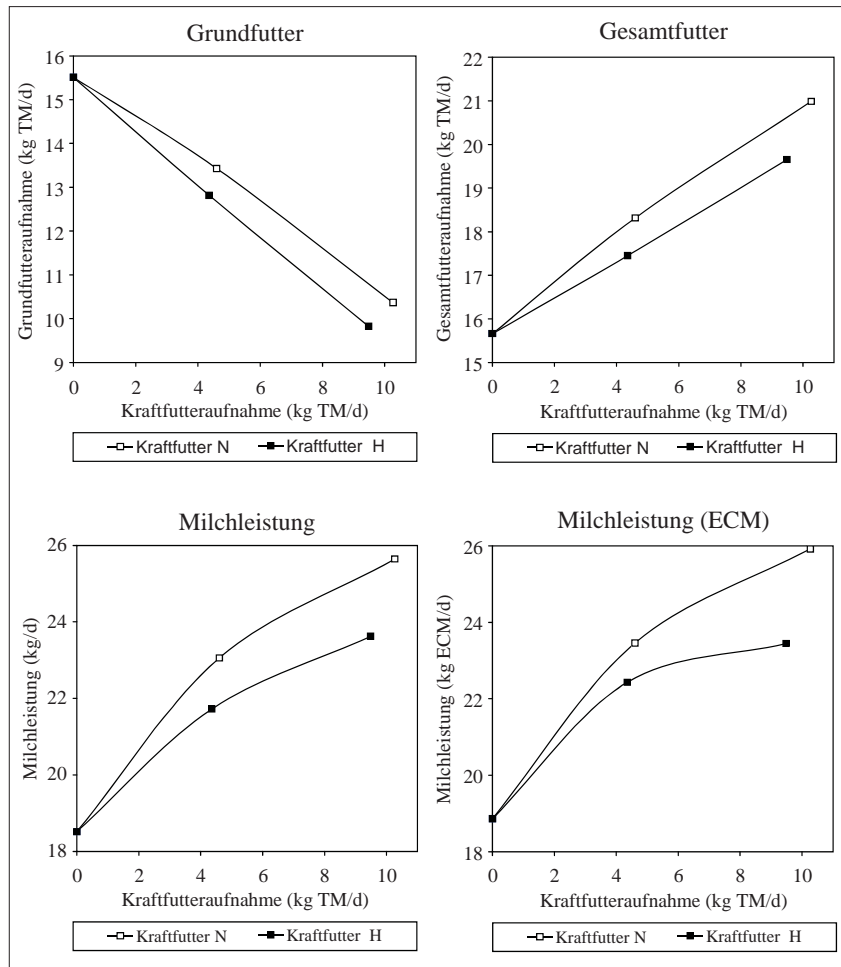 Grundfutter
Grundfutteraufnahme (kg TM/d)
16
15
14
13
12
11
10
9
0 2 4 6 8 10
Kraftfutteraufnahme (kg TM/d)
Kraftfutter N Kraftfutter H
Gesamtfutter
Gesamtfutteraufnahme (kg TM/d)
22
21
20
19
18
17
16
15
0 2 4 6 8 10
Kraftfutteraufnahme (kg TM/d)
Kraftfutter N Kraftfutter H
Milchleistung
Milchleistung (kg/d)
26
24
22
20
18
0 2 4 6 8 10
Kraftfutteraufnahme (kg TM/d)
Kraftfutter N Kraftfutter H
Milchleistung (ECM)
Milchleistung (kg ECM/d)
26
24
22
20
18
0 2 4 6 8 10
Kraftfutteraufnahme (kg TM/d)
Kraftfutter N Kraftfutter H